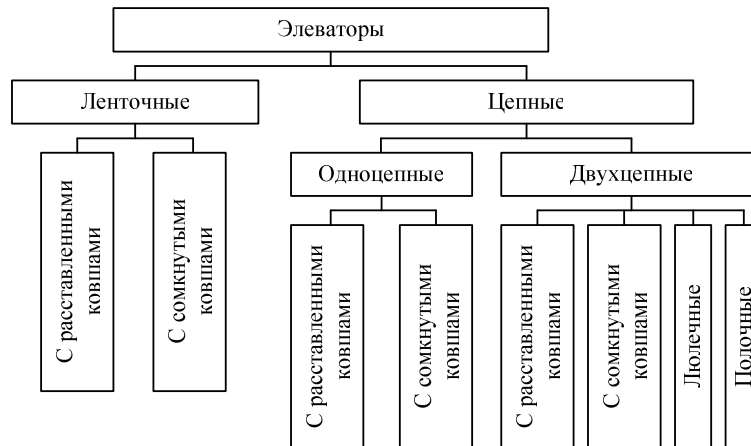 Элеваторы
Ленточные
Цепные
С расставленными
ковшами
С сомкнутыми
ковшами
Одноцепные
Двухцепные
С расставленными
ковшами
С сомкнутыми
ковшами
С расставленными
ковшами
С сомкнутыми
ковшами
Люлечные
Полочные